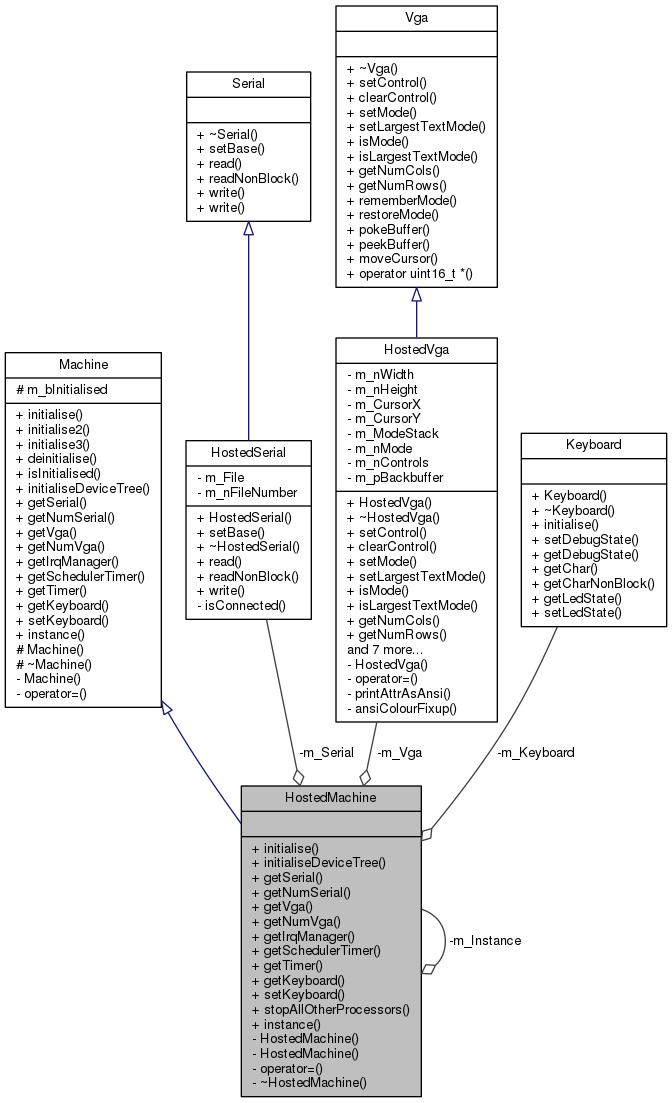 Vga
+ ~Vga()
+ setControl()
+ clearControl()
+ setMode()
+ setLargestTextMode()
+ isMode()
+ isLargestTextMode()
+ getNumCols()
+ getNumRows()
+ rememberMode()
+ restoreMode()
+ pokeBuffer()
+ peekBuffer()
+ moveCursor()
+ operator uint16_t *()
Serial
+ ~Serial()
+ setBase()
+ read()
+ readNonBlock()
+ write()
+ write()
Machine
# m_bInitialised
+ initialise()
+ initialise2()
+ initialise3()
+ deinitialise()
+ isInitialised()
+ initialiseDeviceTree()
+ getSerial()
+ getNumSerial()
+ getVga()
+ getNumVga()
+ getIrqManager()
+ getSchedulerTimer()
+ getTimer()
+ getKeyboard()
+ setKeyboard()
+ instance()
# Machine()
# ~Machine()
- Machine()
- operator=()
HostedSerial
- m_File
- m_nFileNumber
+ HostedSerial()
+ setBase()
+ ~HostedSerial()
+ read()
+ readNonBlock()
+ write()
- isConnected()
HostedVga
- m_nWidth
- m_nHeight
- m_CursorX
- m_CursorY
- m_ModeStack
- m_nMode
- m_nControls
- m_pBackbuffer
+ HostedVga()
+ ~HostedVga()
+ setControl()
+ clearControl()
+ setMode()
+ setLargestTextMode()
+ isMode()
+ isLargestTextMode()
+ getNumCols()
+ getNumRows()
and 7 more...
- HostedVga()
- operator=()
- printAttrAsAnsi()
- ansiColourFixup()
Keyboard
+ Keyboard()
+ ~Keyboard()
+ initialise()
+ setDebugState()
+ getDebugState()
+ getChar()
+ getCharNonBlock()
+ getLedState()
+ setLedState()
-m_Serial
-m_Vga
-m_Keyboard
HostedMachine
+ initialise()
+ initialiseDeviceTree()
+ getSerial()
+ getNumSerial()
+ getVga()
+ getNumVga()
+ getIrqManager()
+ getSchedulerTimer()
+ getTimer()
+ getKeyboard()
+ setKeyboard()
+ stopAllOtherProcessors()
+ instance()
- HostedMachine()
- HostedMachine()
- operator=()
- ~HostedMachine()
-m_Instance